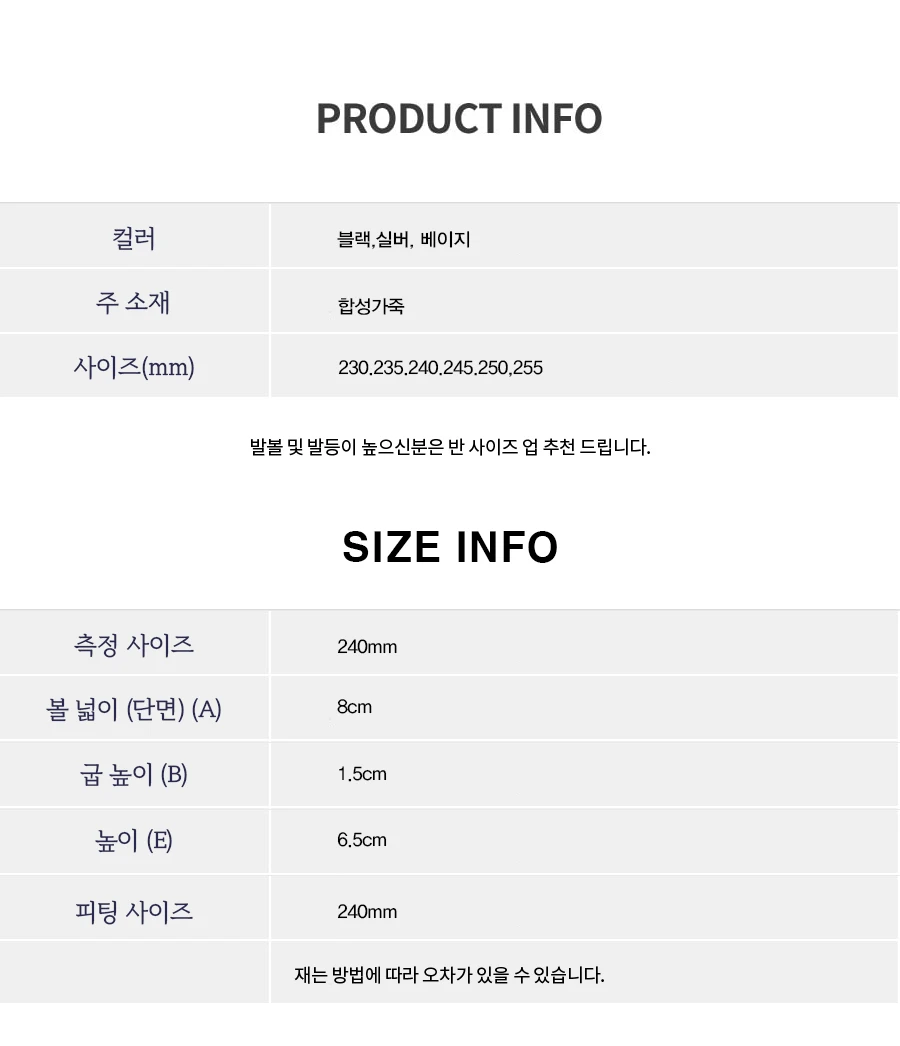 PRODUCT INFO
컬러 블랙,실버, 베이지
주 소재 합성가죽
사이즈(mm) 230.235.240.245.250,255
발볼 및 발등이 높으신분은 반 사이즈 업 추천 드립니다.
SIZE INFO
측정 사이즈 240mm
볼 넓이 (단면) (A) 8cm
굽 높이 (B) 1.5cm
높이 (E) 6.5cm
피팅 사이즈 240mm
재는 방법에 따라 오차가 있을 수 있습니다.